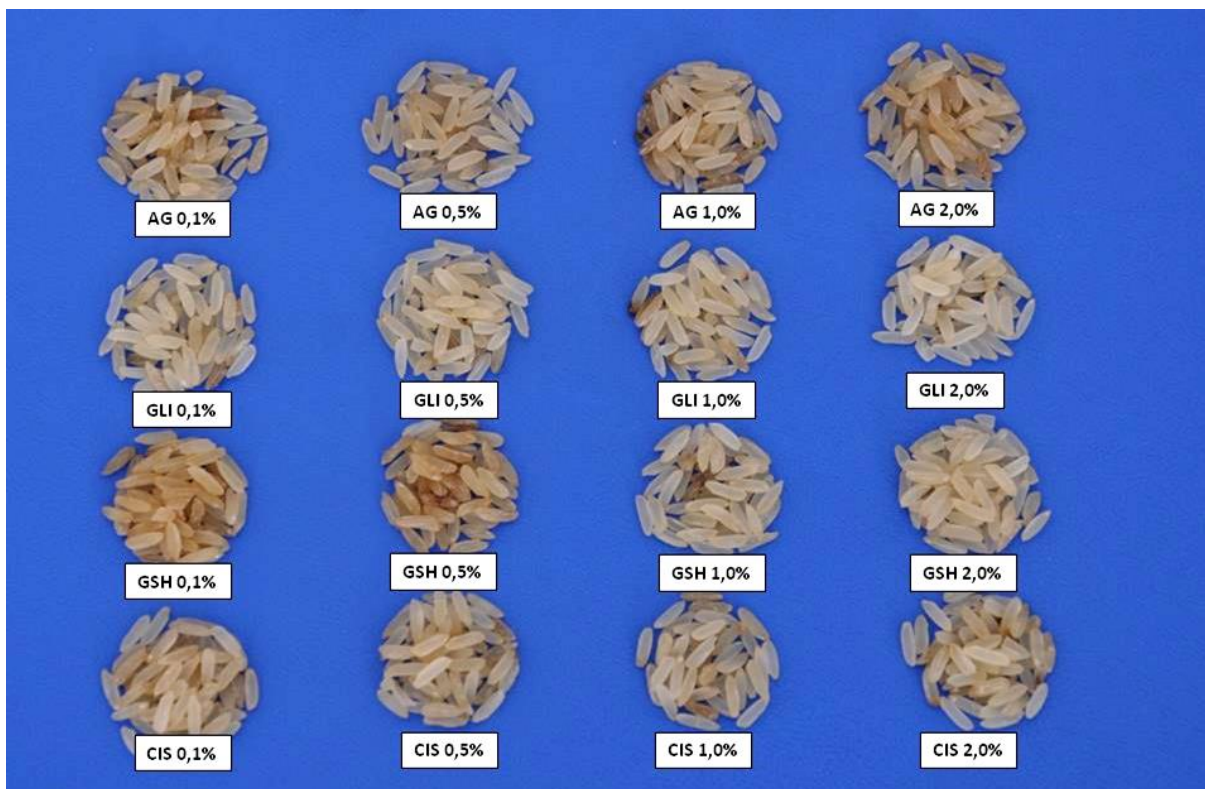 AG 0,1%
AG 0,5%
AG 1,0%
AG 2,0%
GLI 0,1%
GLI 0,5%
GLI 1,0%
GLI 2,0%
GSH 0,1%
GSH 0,5%
GSH 1,0%
GSH 2,0%
CIS 0,1%
CIS 0,5%
CIS 1,0%
CIS 2,0%